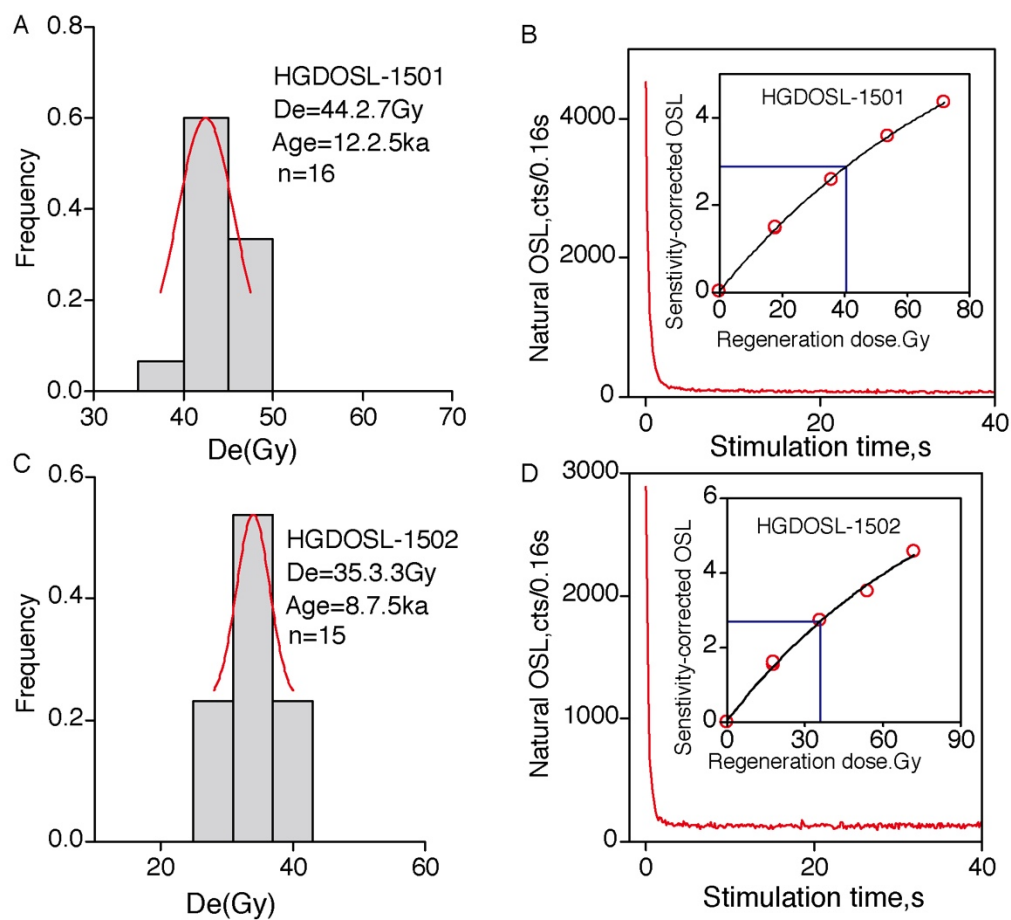 A
0.8
0.6
0.4
0.2
0.0
Frequency
HGDOSL-1501
De=44.2.7Gy
Age=12.2.5ka
n=16
30
40
50
60
70
De(Gy)
B
4000
2000
0
Natural OSL,cts/0.16s
HGDOSL-1501
4
2
0
Senstivity-corrected OSL
0
20
40
60
80
Regeneration dose.Gy
0
20
40
Stimulation time,s
C
0.6
0.4
0.2
0.0
Frequency
HGDOSL-1502
De=35.3.3Gy
Age=8.7.5ka
n=15
20
40
60
De(Gy)
D
3000
2000
1000
0
Natural OSL,cts/0.16s
HGDOSL-1502
6
4
2
0
Senstivity-corrected OSL
0
30
60
90
Regeneration dose.Gy
0
20
40
Stimulation time,s